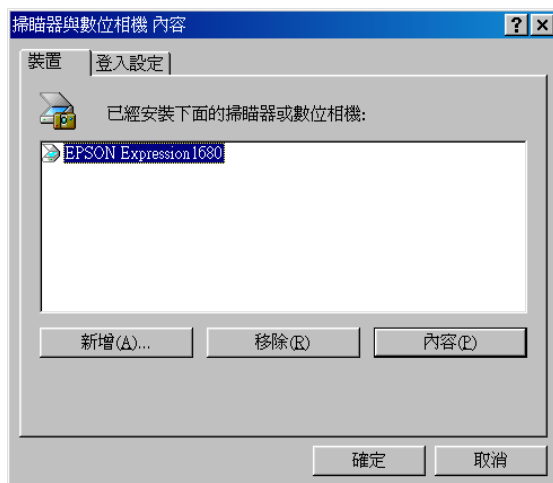 掃瞄器與數位相機 內容
裝置 登入設定
已經安裝下面的掃瞄器或數位相機:
EPSON Expression1680
新增(A)... 移除(R) 內容(P)
確定 取消